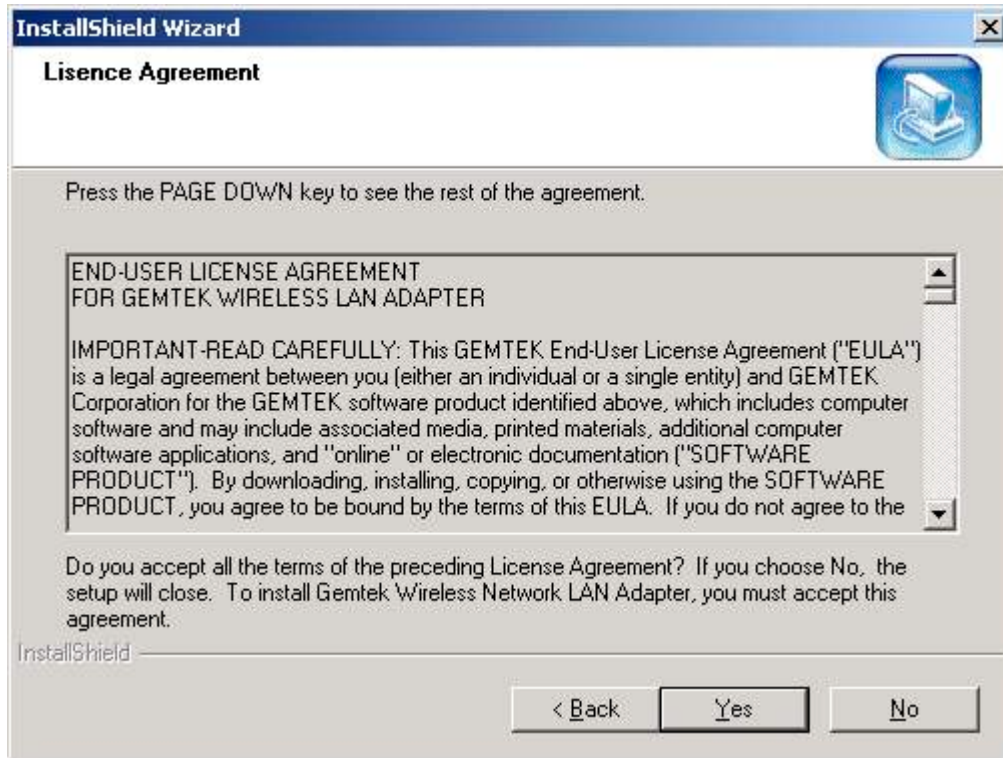 InstallShield Wizard
Lisence Agreement
Press the PAGE DOWN key to see the rest of the agreement.
END-USER LICENSE AGREEMENT
FOR GEMTEK WIRELESS LAN ADAPTER
IMPORTANT-READ CAREFULLY: This GEMTEK End-User License Agreement ("EULA")
is a legal agreement between you (either an individual or a single entity) and GEMTEK
Corporation for the GEMTEK software product identified above, which includes computer
software and may include associated media, printed materials, additional computer
software applications, and "online" or electronic documentation ("SOFTWARE
PRODUCT").  By downloading, installing, copying, or otherwise using the SOFTWARE
PRODUCT, you agree to be bound by the terms of this EULA.  If you do not agree to the
Do you accept all the terms of the preceding License Agreement?  If you choose No,  the
setup will close.  To install Gemtek Wireless Network LAN Adapter, you must accept this
agreement.
InstallShield
< Back
Yes
No